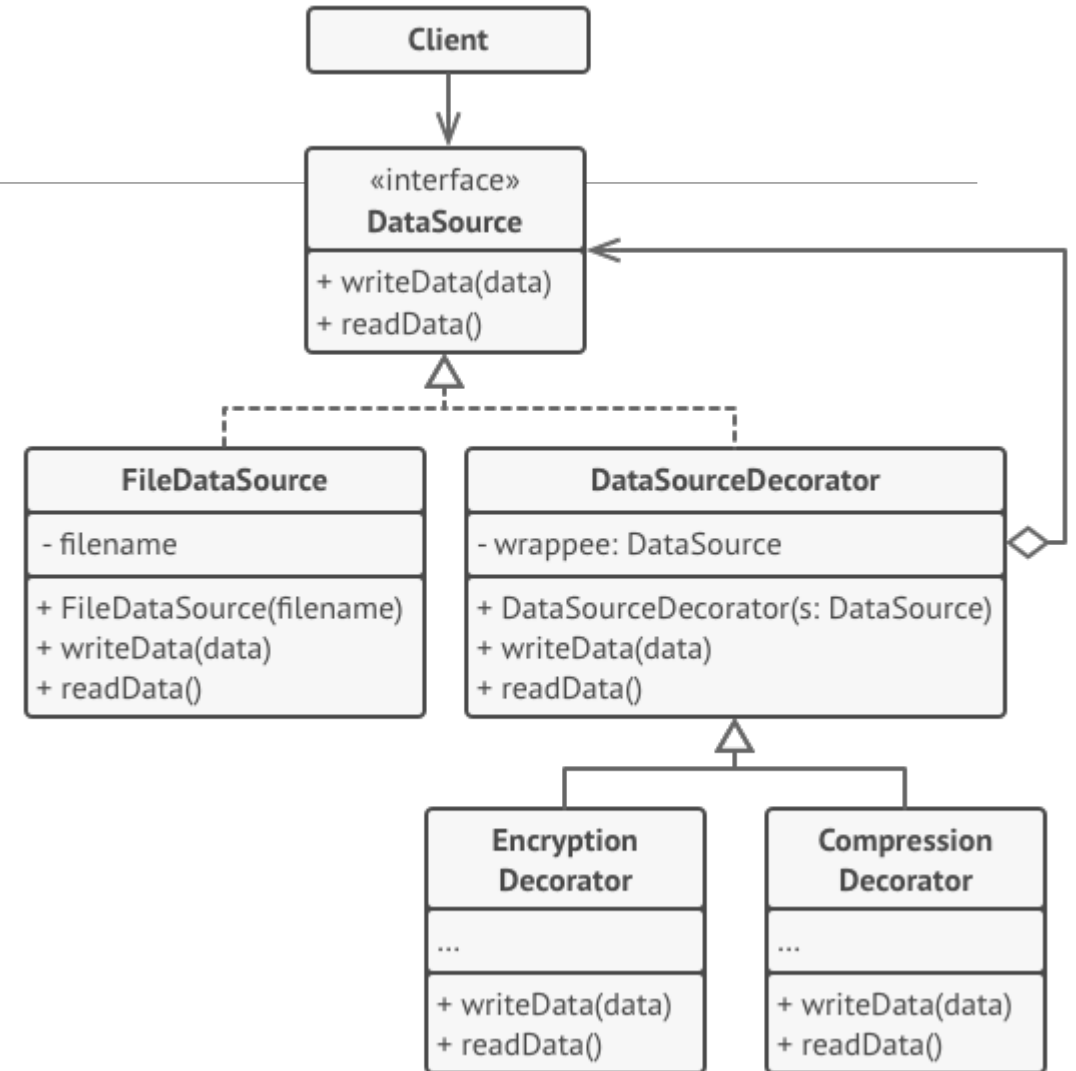 Client
«interface»
DataSource
+ writeData(data)
+ readData()
FileDataSource
- filename
+ FileDataSource(filename)
+ writeData(data)
+ readData()
DataSourceDecorator
- wrappee: DataSource
+ DataSourceDecorator(s: DataSource)
+ writeData(data)
+ readData()
Encryption
Decorator
...
+ writeData(data)
+ readData()
Compression
Decorator
...
+ writeData(data)
+ readData()